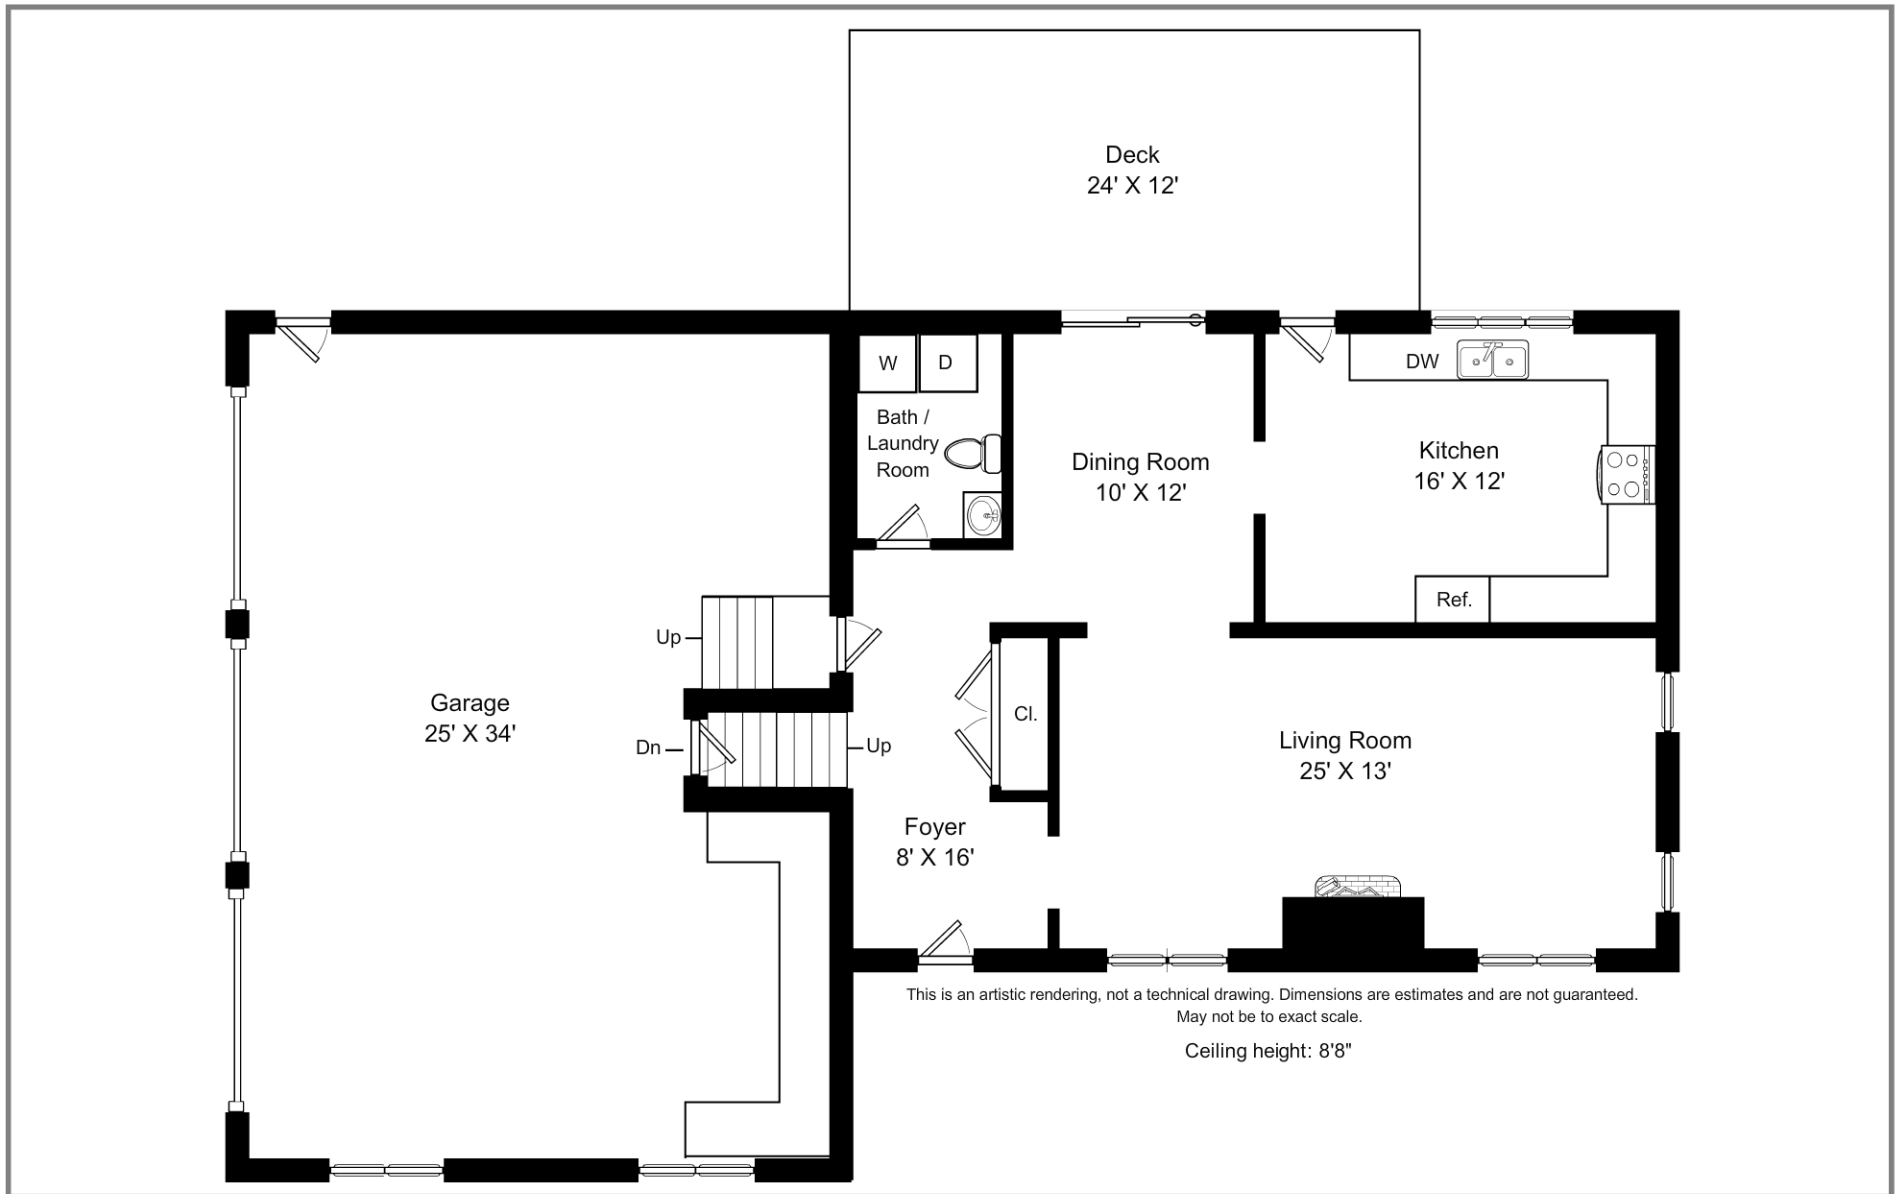 Deck
24' X 12'
W
D
DW
Bath /
Laundry
Room
Dining Room
10' X 12'
Kitchen
16' X 12'
Ref.
Up
Garage
25' X 34'
Dn
Up
Cl.
Living Room
25' X 13'
Foyer
8' X 16'
This is an artistic rendering, not a technical drawing. Dimensions are estimates and are not guaranteed.
May not be to exact scale.
Ceiling height: 8'8"